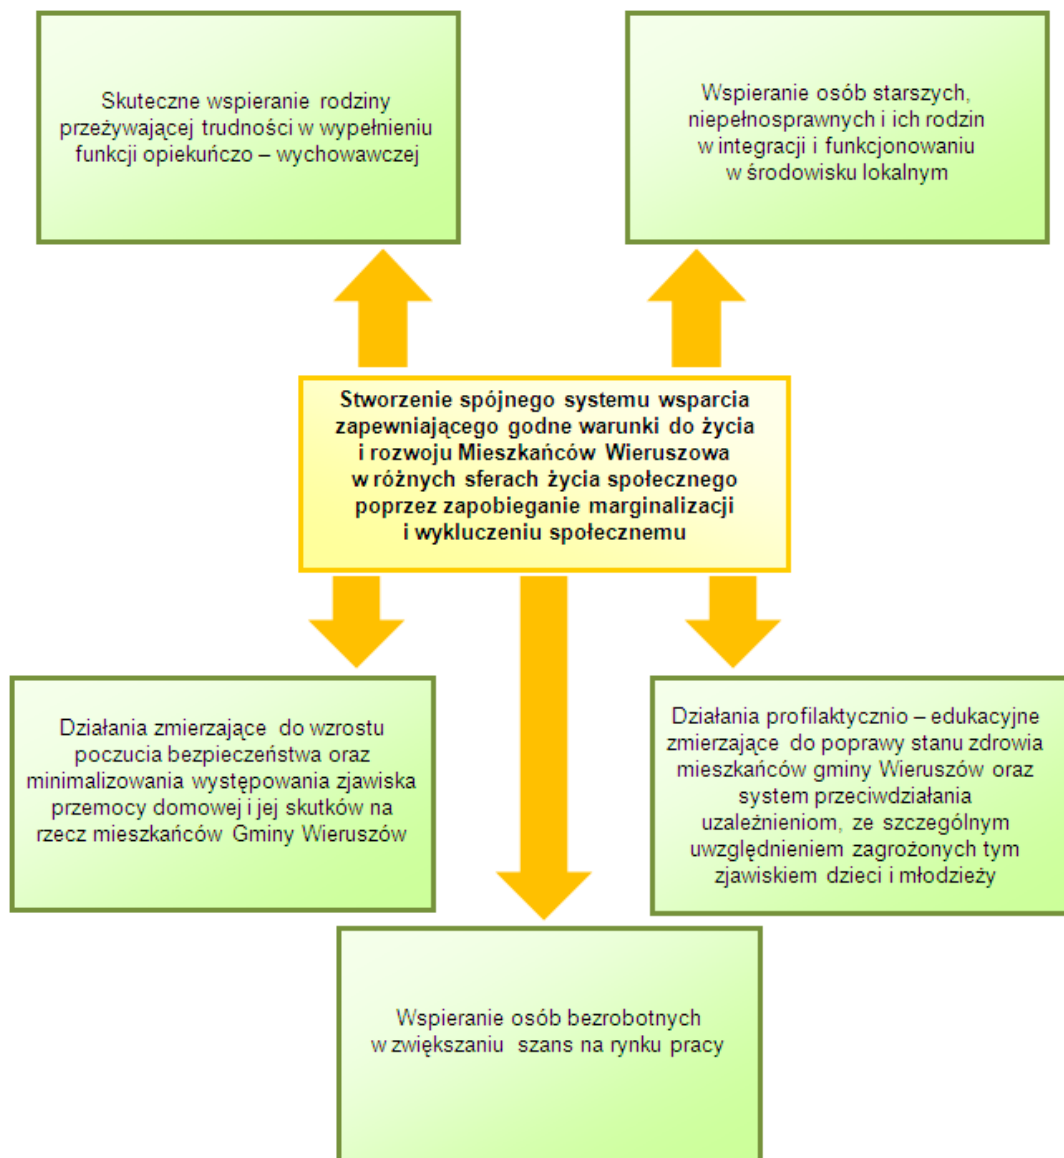 Skuteczne wspieranie rodziny
przeżywającej trudności w wypełnieniu
funkcji opiekuńczo – wychowawczej
Wspieranie osób starszych,
niepełnosprawnych i ich rodzin
w integracji i funkcjonowaniu
w środowisku lokalnym
Stworzenie spójnego systemu wsparcia
zapewniającego godne warunki do życia
i rozwoju Mieszkańców Wieruszowa
w różnych sferach życia społecznego
poprzez zapobieganie marginalizacji
i wykluczeniu społecznemu
Działania zmierzające do wzrostu
poczucia bezpieczeństwa oraz
minimalizowania występowania zjawiska
przemocy domowej i jej skutków na
rzecz mieszkańców Gminy Wieruszów
Działania profilaktycznio – edukacyjne
zmierzające do poprawy stanu zdrowia
mieszkańców gminy Wieruszów oraz
system przeciwdziałania
uzależnieniom, ze szczególnym
uwzględnieniem zagrożonych tym
zjawiskiem dzieci i młodzieży
Wspieranie osób bezrobotnych
w zwiększaniu szans na rynku pracy